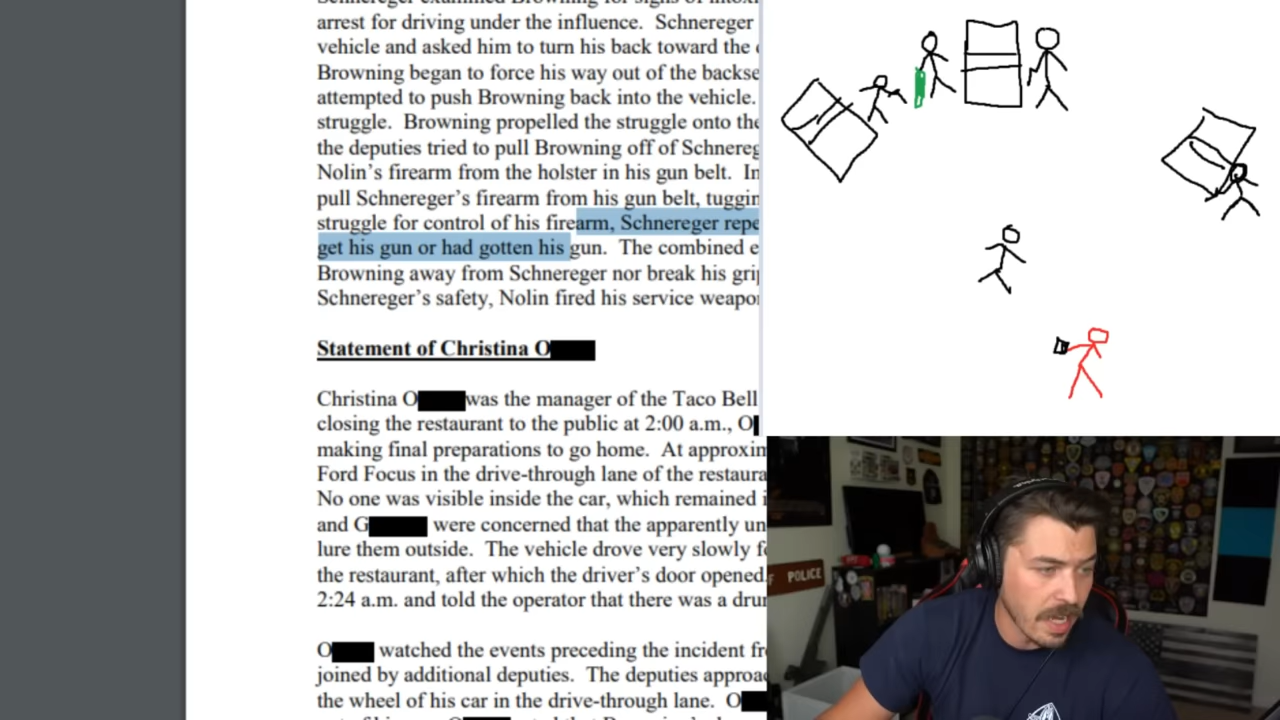 arrest for driving under the influence. Schnereger
vehicle and asked him to turn his back toward the
Browning began to force his way out of the backse
attempted to push Browning back into the vehicle.
struggle. Browning propelled the struggle onto the
the deputies tried to pull Browning off of Schnereg
Nolin’s firearm from the holster in his gun belt. In
pull Schnereger’s firearm from his gun belt, tuggin
struggle for control of his firearm, Schnereger repe
get his gun or had gotten his gun. The combined e
Browning away from Schnereger nor break his grip
Schnereger’s safety, Nolin fired his service weapo
Statement of Christina O
Christina O was the manager of the Taco Bell
closing the restaurant to the public at 2:00 a.m., O
making final preparations to go home. At approxim
Ford Focus in the drive-through lane of the restaura
No one was visible inside the car, which remained i
and G were concerned that the apparently un
lure them outside. The vehicle drove very slowly f
the restaurant, after which the driver’s door opened.
2:24 a.m. and told the operator that there was a dru
O watched the events preceding the incident fr
joined by additional deputies. The deputies approa
the wheel of his car in the drive-through lane. O
POLICE